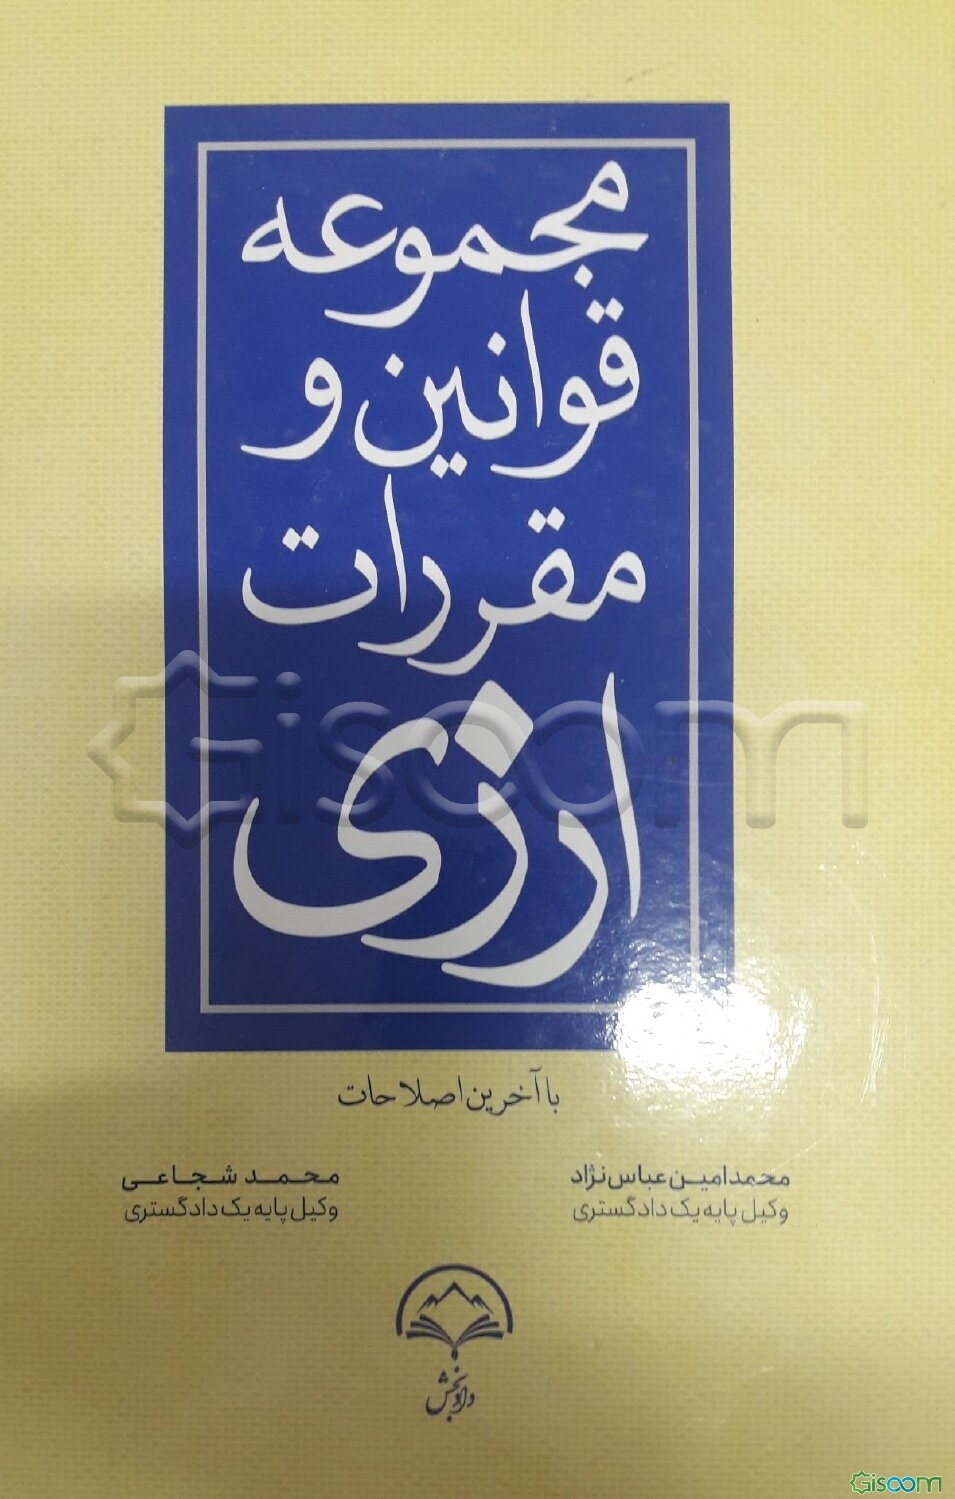 مجموعه
قوانین و
مقررات
ارزی
Gisoom
با آخرین اصلاحات
محمدامین عباس‌نژاد
وکیل پایه یک دادگستری
محمد شجاعی
وکیل پایه یک دادگستری
دادبخش
Gisoom